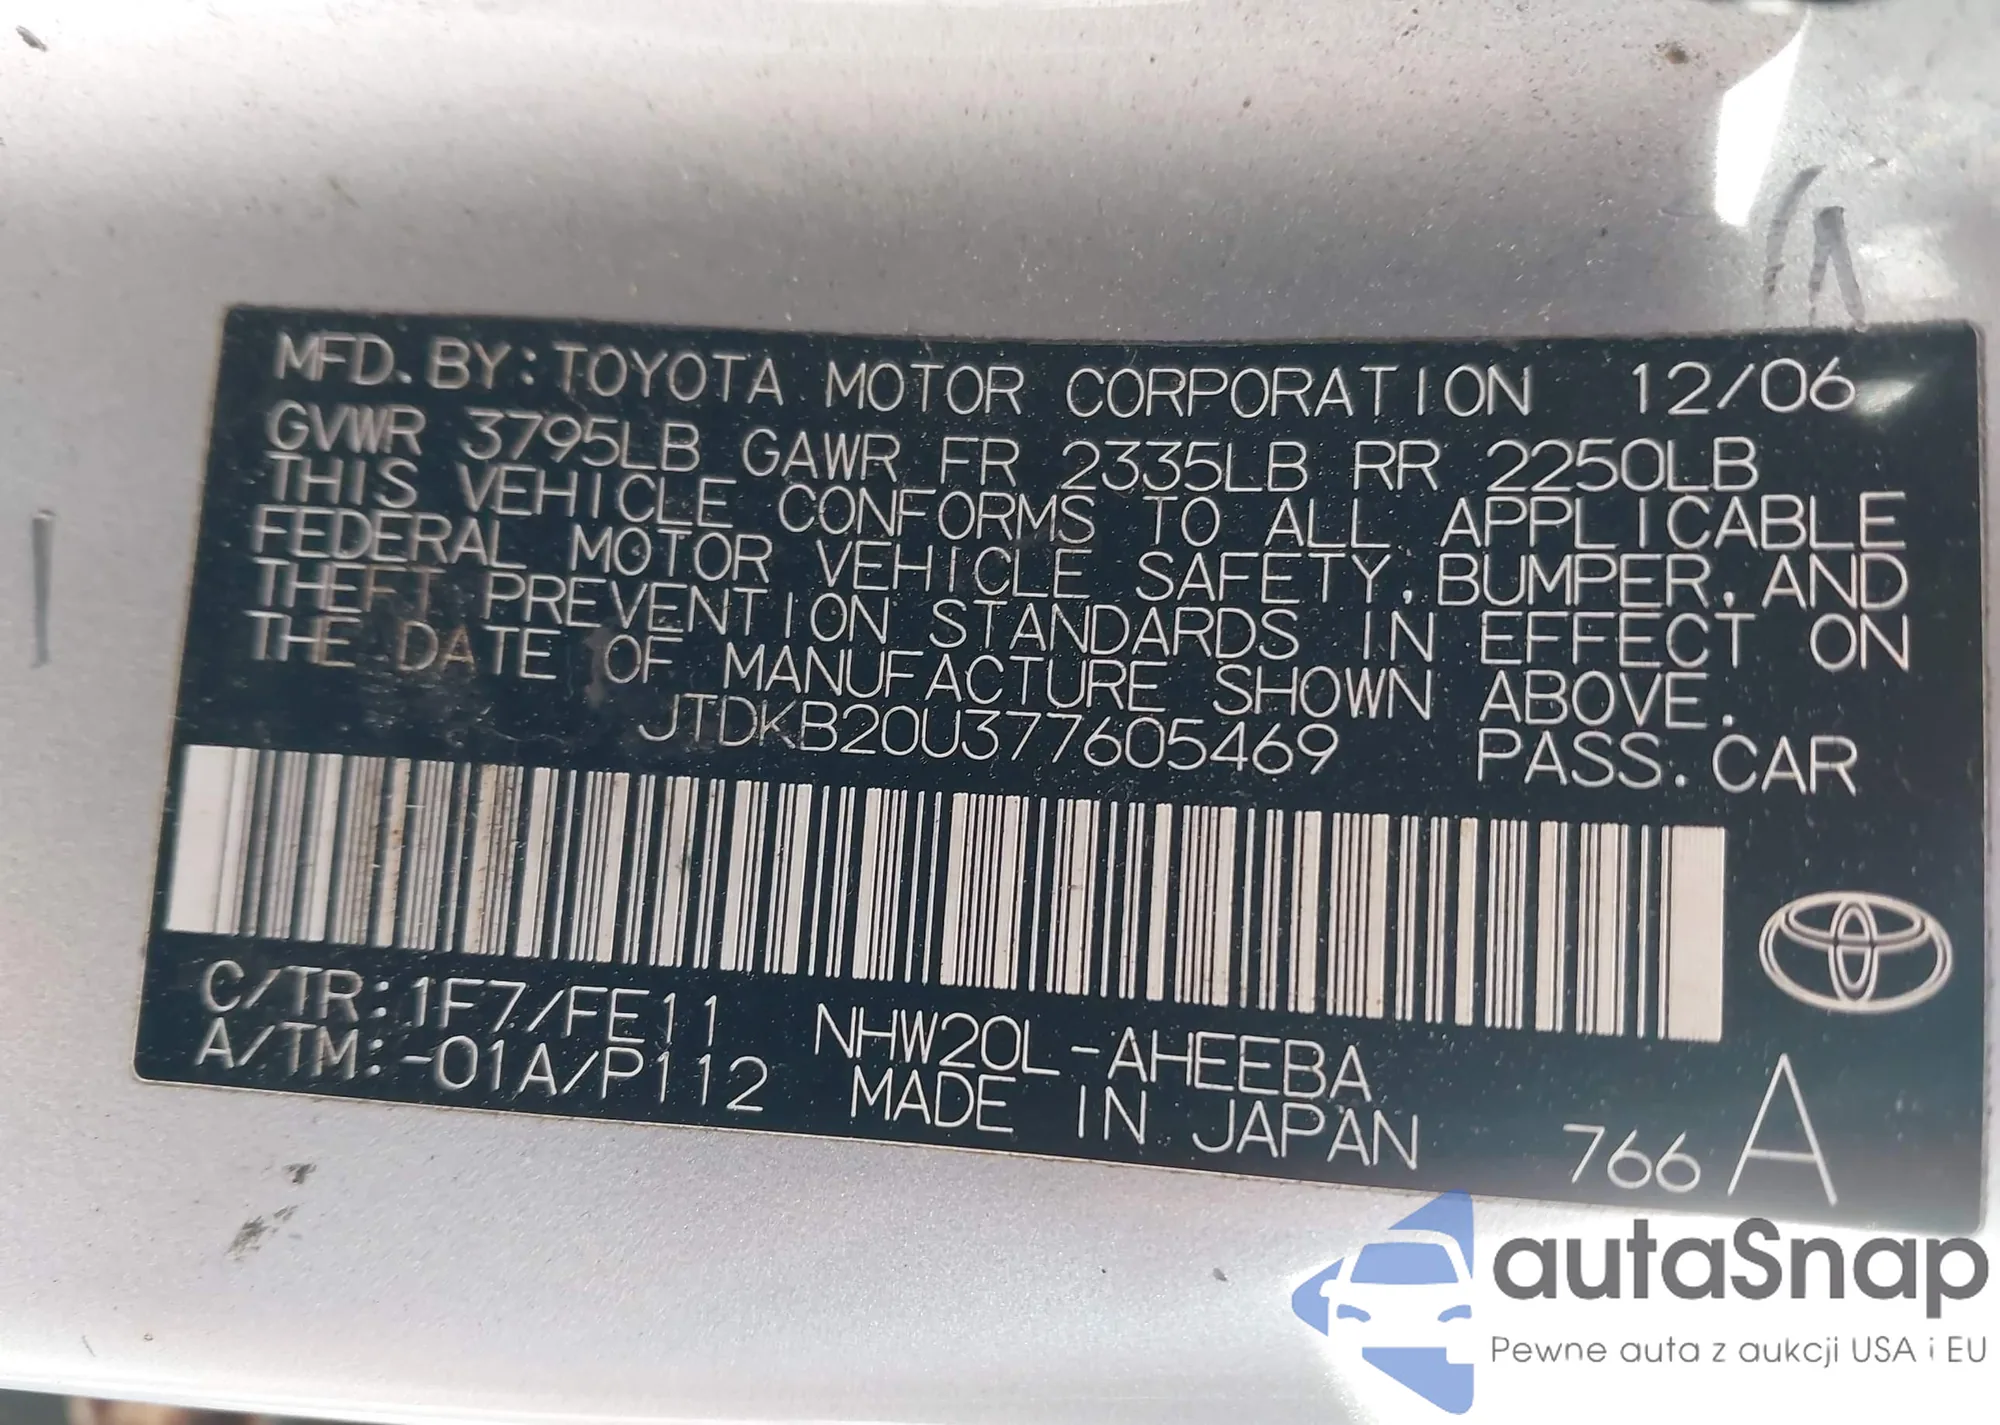 MFD. BY: TOYOTA MOTOR CORPORATION 12/06
GVWR 3795LB GAWR FR 2335LB RR 2250LB
THIS VEHICLE CONFORMS TO ALL APPLICABLE
FEDERAL MOTOR VEHICLE SAFETY, BUMPER, AND
THEFT PREVENTION STANDARDS IN EFFECT ON
THE DATE OF MANUFACTURE SHOWN ABOVE.
JTDKB20U377605469 PASS. CAR
C/TR: 1F7/FE11 NHW20L-AHEEBA
A/TM: -01A/P112 MADE IN JAPAN 766 A
autaSnap
Pewne auta z aukcji USA i EU